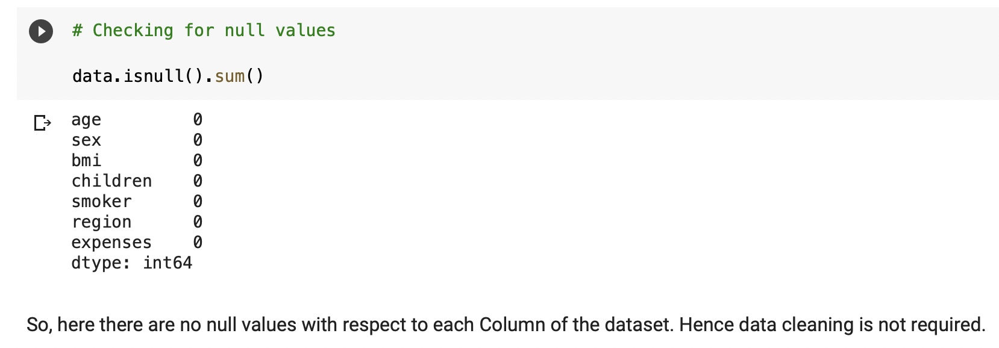 # Checking for null values
data.isnull().sum()
age 0
sex 0
bmi 0
children 0
smoker 0
region 0
expenses 0
dtype: int64
So, here there are no null values with respect to each Column of the dataset. Hence data cleaning is not required.